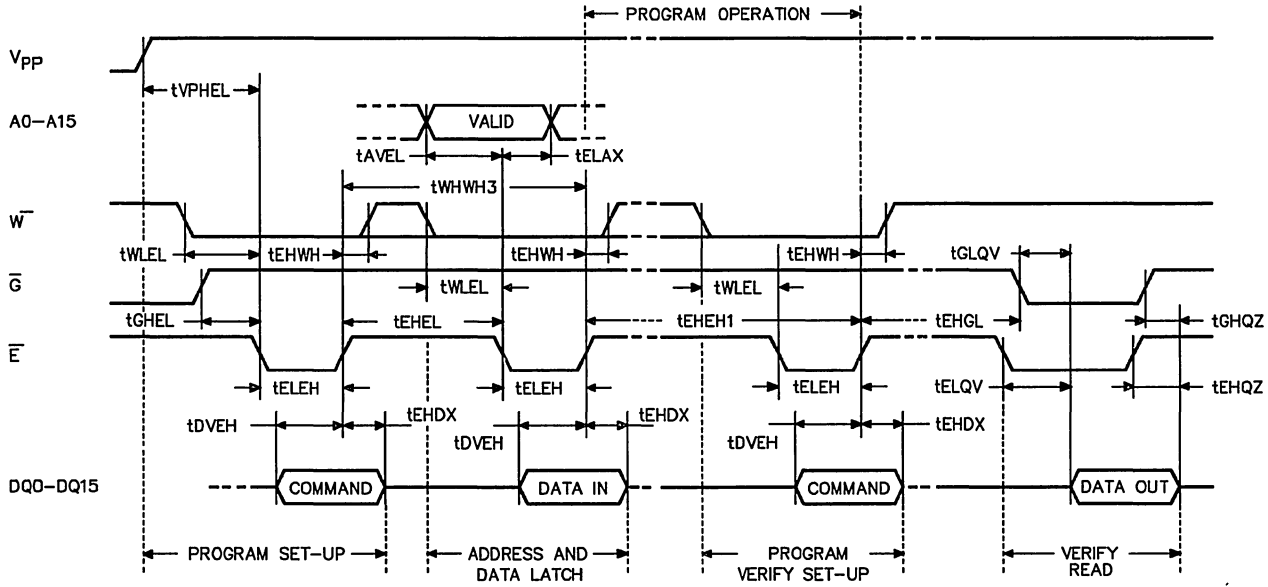 PROGRAM OPERATION
VPP
tVPHEL
A0-A15
VALID
tAVEL
tELAX
tWHWH3
W
tWLEL
tEHWH
tEHWH
tEHWH
tGLQV
G
tWLEL
tWLEL
tGHEL
tEHEL
tEHEH1
tEHGL
tGHQZ
E
tELEH
tELEH
tELEH
tELQV
tEHQZ
tDVEH
tEHDX
tDVEH
tEHDX
tDVEH
tEHDX
DQ0-DQ15
COMMAND
DATA IN
COMMAND
DATA OUT
PROGRAM SET-UP
ADDRESS AND
DATA LATCH
PROGRAM
VERIFY SET-UP
VERIFY
READ